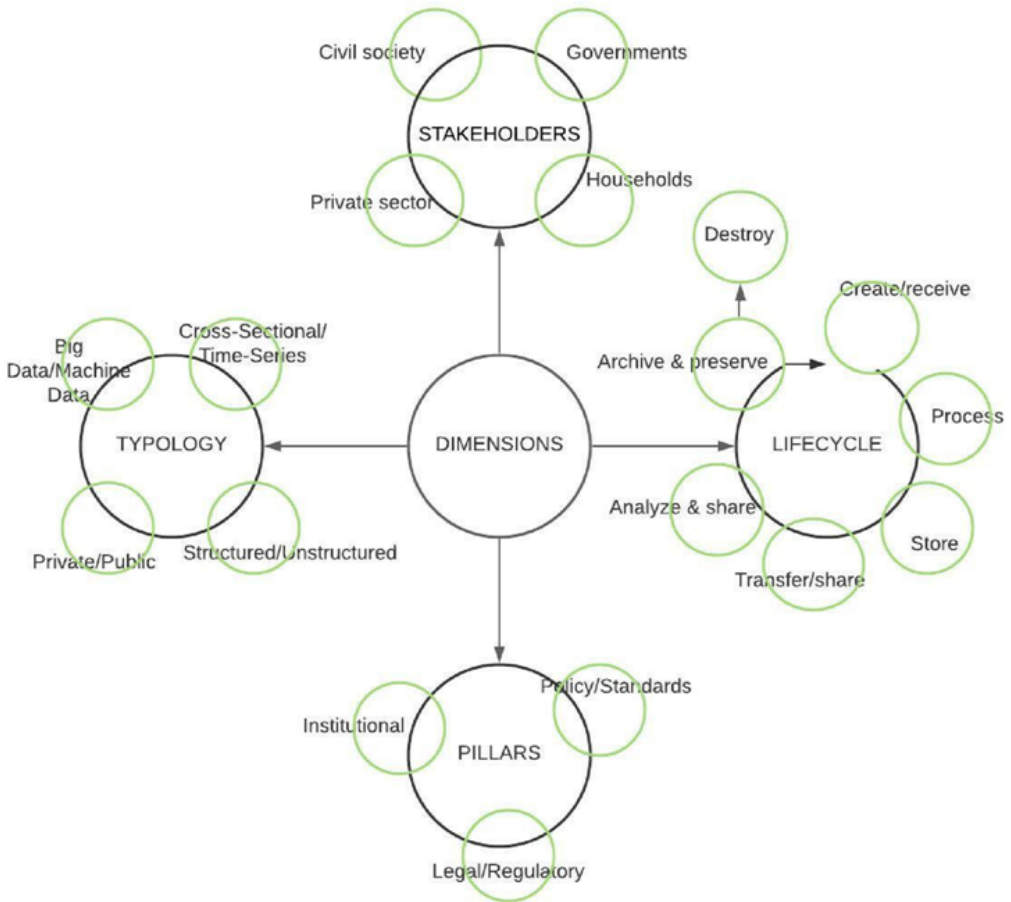 Civil society
Governments
STAKEHOLDERS
Private sector
Households
Destroy
Create/receive
Archive & preserve
Process
LIFECYCLE
Analyze & share
Store
Transfer/share
Big
Data/Machine
Data
Cross-Sectional/
Time-Series
TYPOLOGY
Private/Public
Structured/Unstructured
DIMENSIONS
Policy/Standards
Institutional
PILLARS
Legal/Regulatory